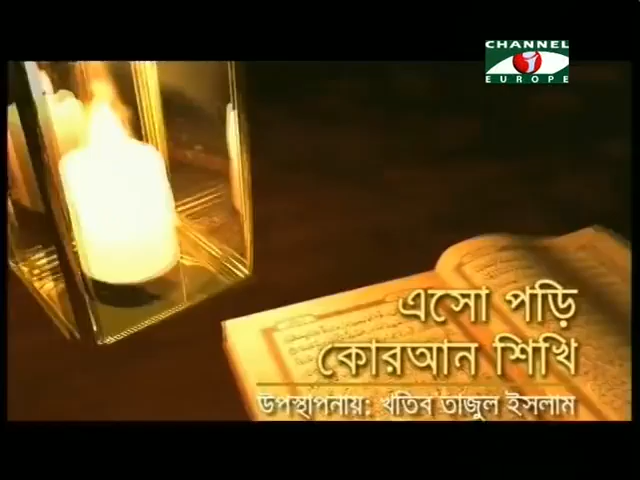 CHANNEL
i
EUROPE
এসো পড়ি
কোরআন শিখি
উপস্থাপনায়: খতিব তাজুল ইসলাম